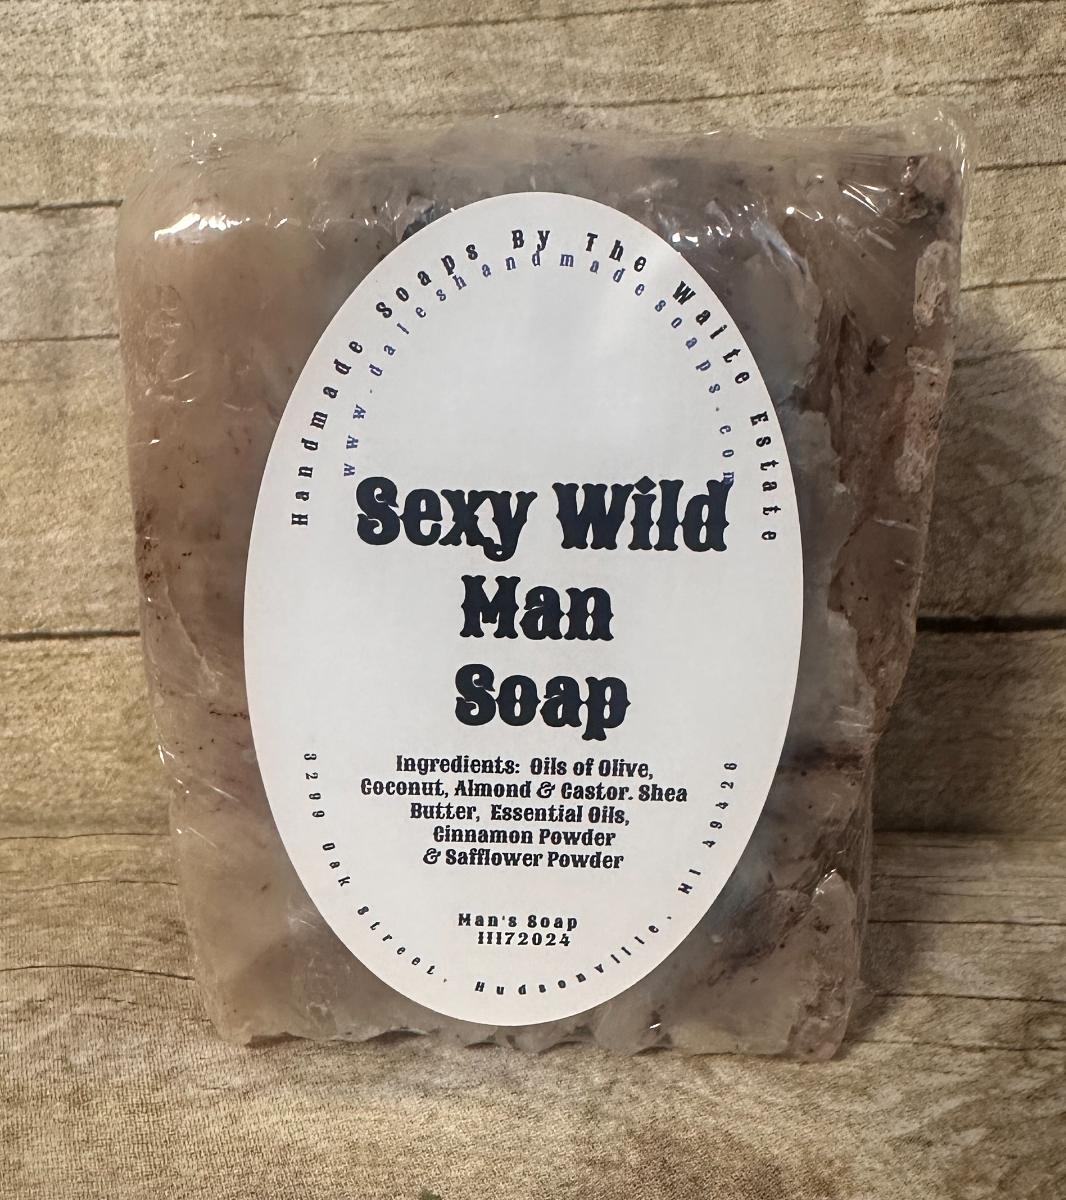 Handmade Soaps By The Waite Estate
www.daleshandmadesoaps.com
Sexy Wild
Man
Soap
Ingredients: Oils of Olive,
Coconut, Almond & Castor. Shea
Butter, Essential Oils,
Cinnamon Powder
& Safflower Powder
Man's Soap
11172024
3299 Oak Street, Hudsonville, MI 49426